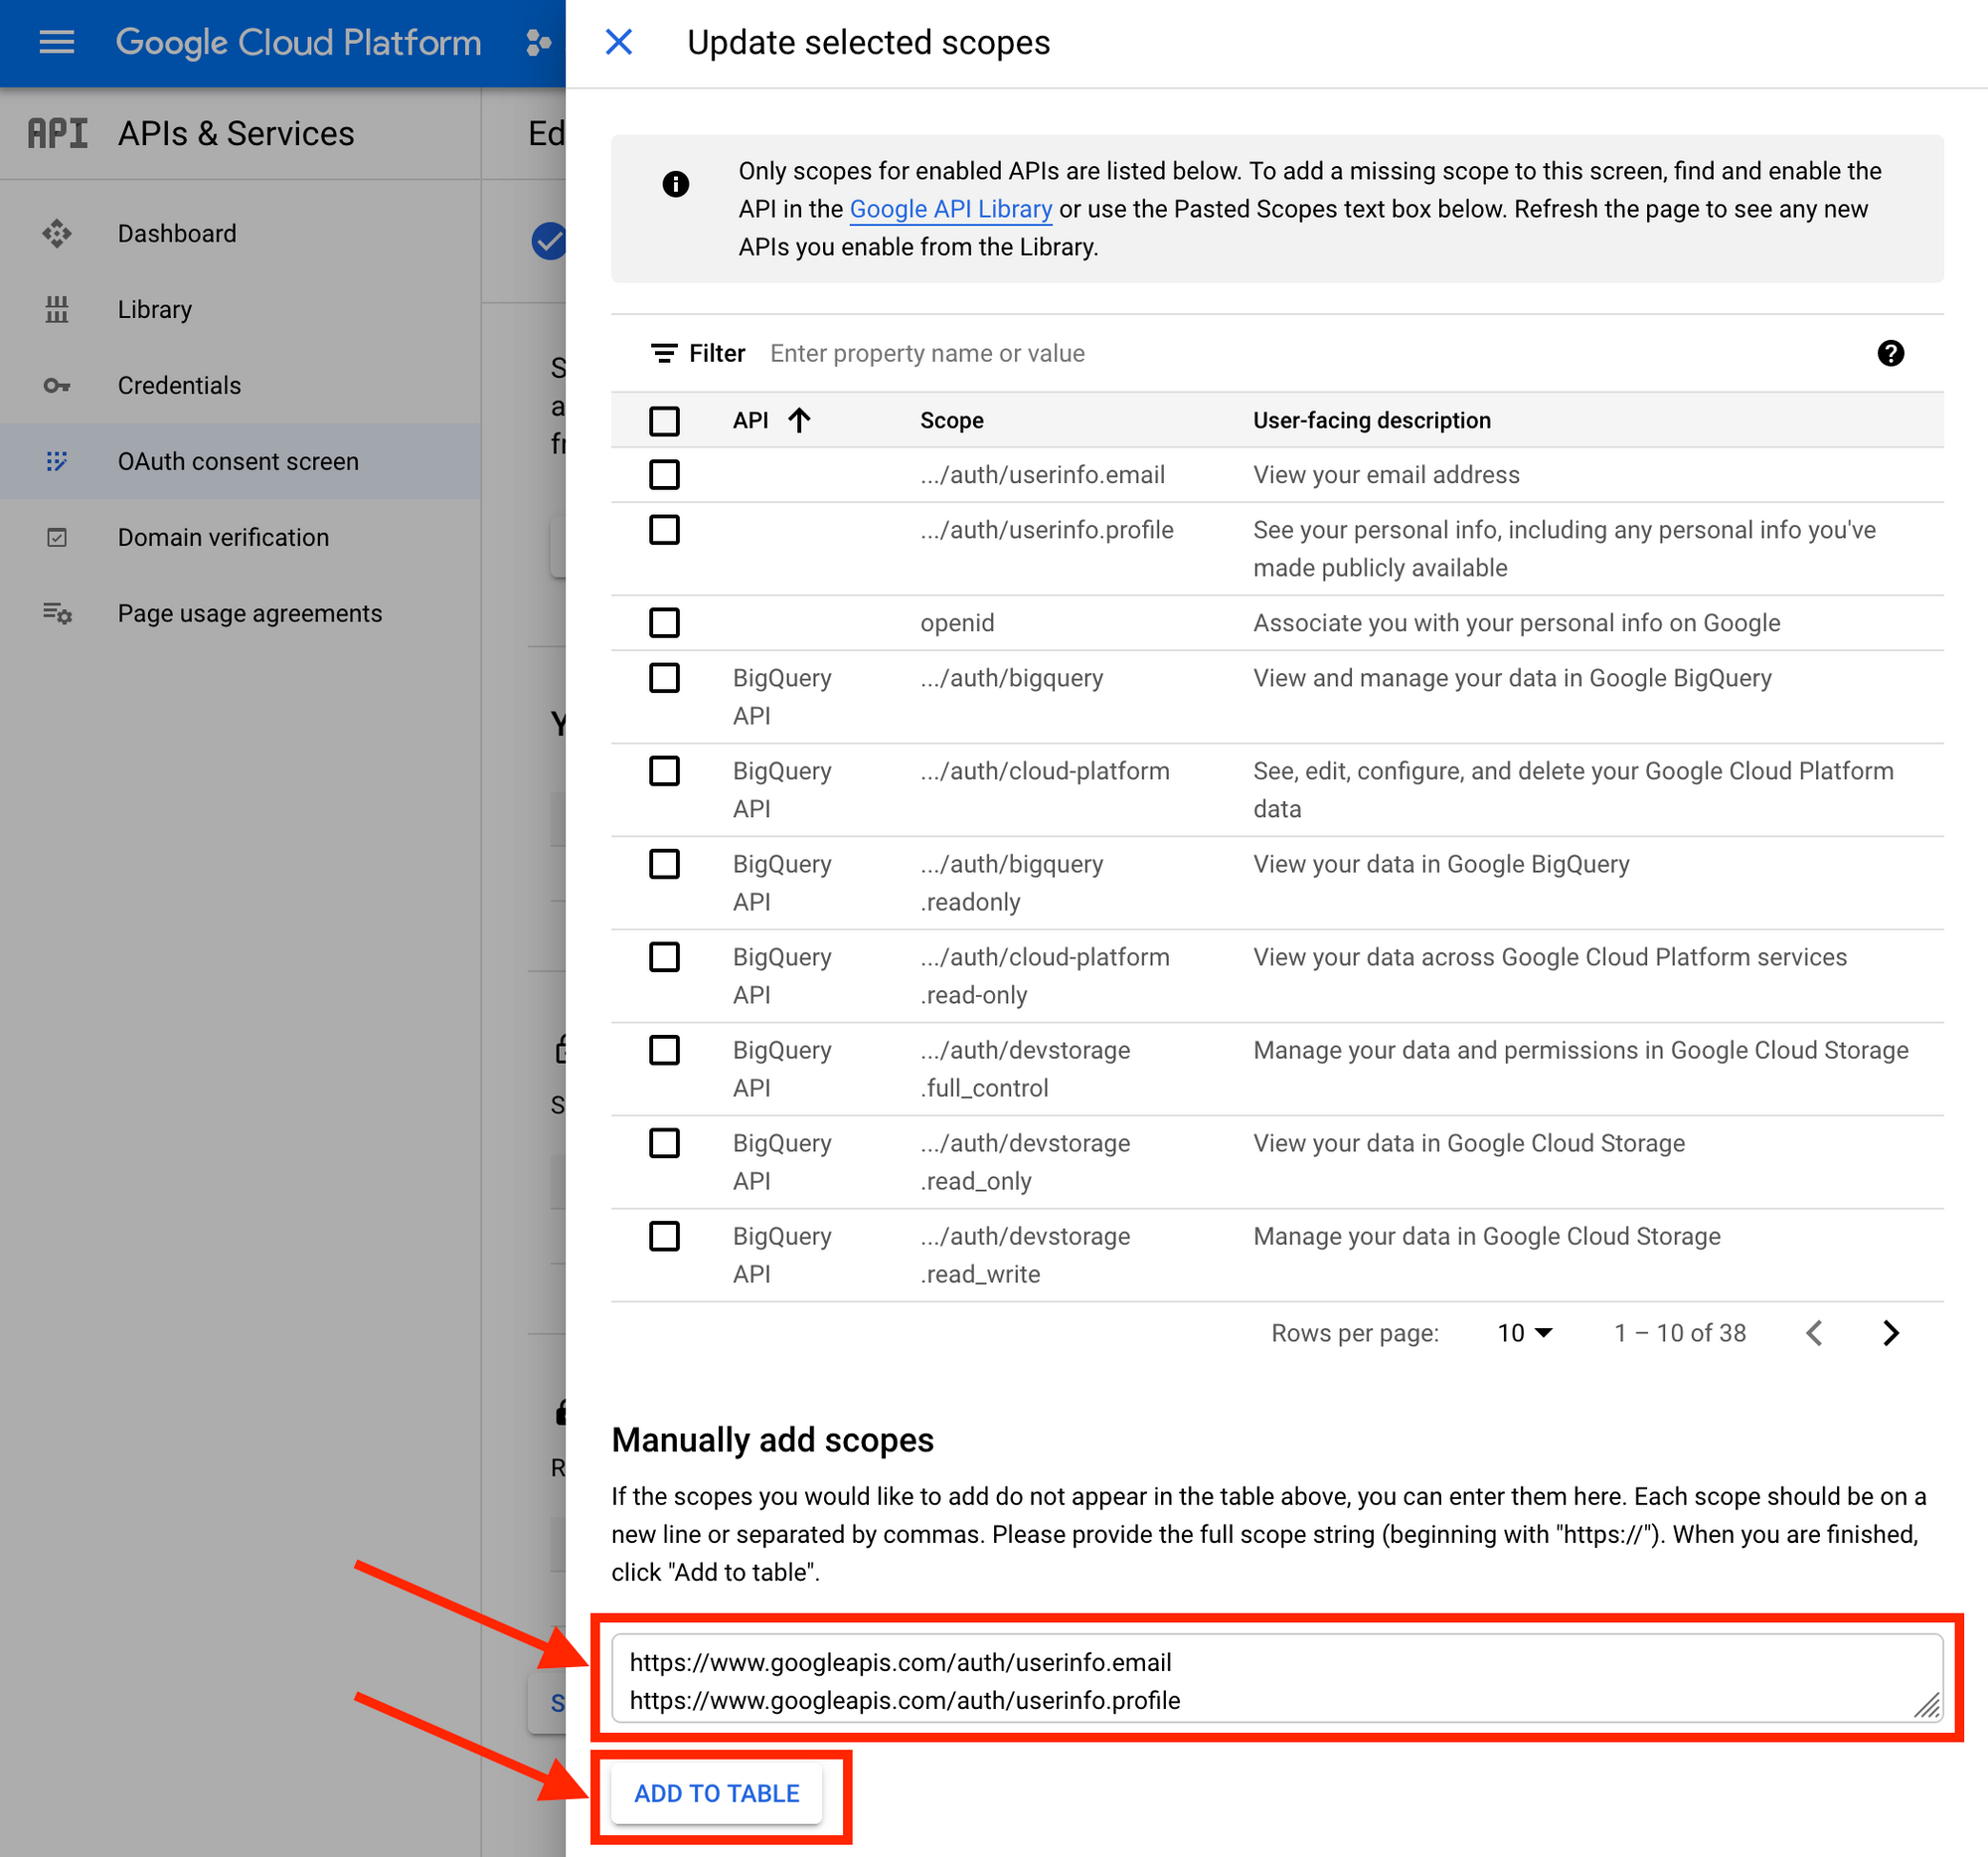 Google Cloud Platform
API APIs & Services
Dashboard
Library
Credentials
OAuth consent screen
Domain verification
Page usage agreements
Ed
Update selected scopes
Only scopes for enabled APIs are listed below. To add a missing scope to this screen, find and enable the
API in the Google API Library or use the Pasted Scopes text box below. Refresh the page to see any new
APIs you enable from the Library.
Filter Enter property name or value
API Scope User-facing description
.../auth/userinfo.email View your email address
.../auth/userinfo.profile See your personal info, including any personal info you've
made publicly available
openid Associate you with your personal info on Google
BigQuery .../auth/bigquery View and manage your data in Google BigQuery
API
BigQuery .../auth/cloud-platform See, edit, configure, and delete your Google Cloud Platform
API data
BigQuery .../auth/bigquery View your data in Google BigQuery
API .readonly
BigQuery .../auth/cloud-platform View your data across Google Cloud Platform services
API .read-only
BigQuery .../auth/devstorage Manage your data and permissions in Google Cloud Storage
API .full_control
BigQuery .../auth/devstorage View your data in Google Cloud Storage
API .read_only
BigQuery .../auth/devstorage Manage your data in Google Cloud Storage
API .read_write
Rows per page: 10 1 – 10 of 38
Manually add scopes
If the scopes you would like to add do not appear in the table above, you can enter them here. Each scope should be on a
new line or separated by commas. Please provide the full scope string (beginning with "https://"). When you are finished,
click "Add to table".
https://www.googleapis.com/auth/userinfo.email
https://www.googleapis.com/auth/userinfo.profile
ADD TO TABLE